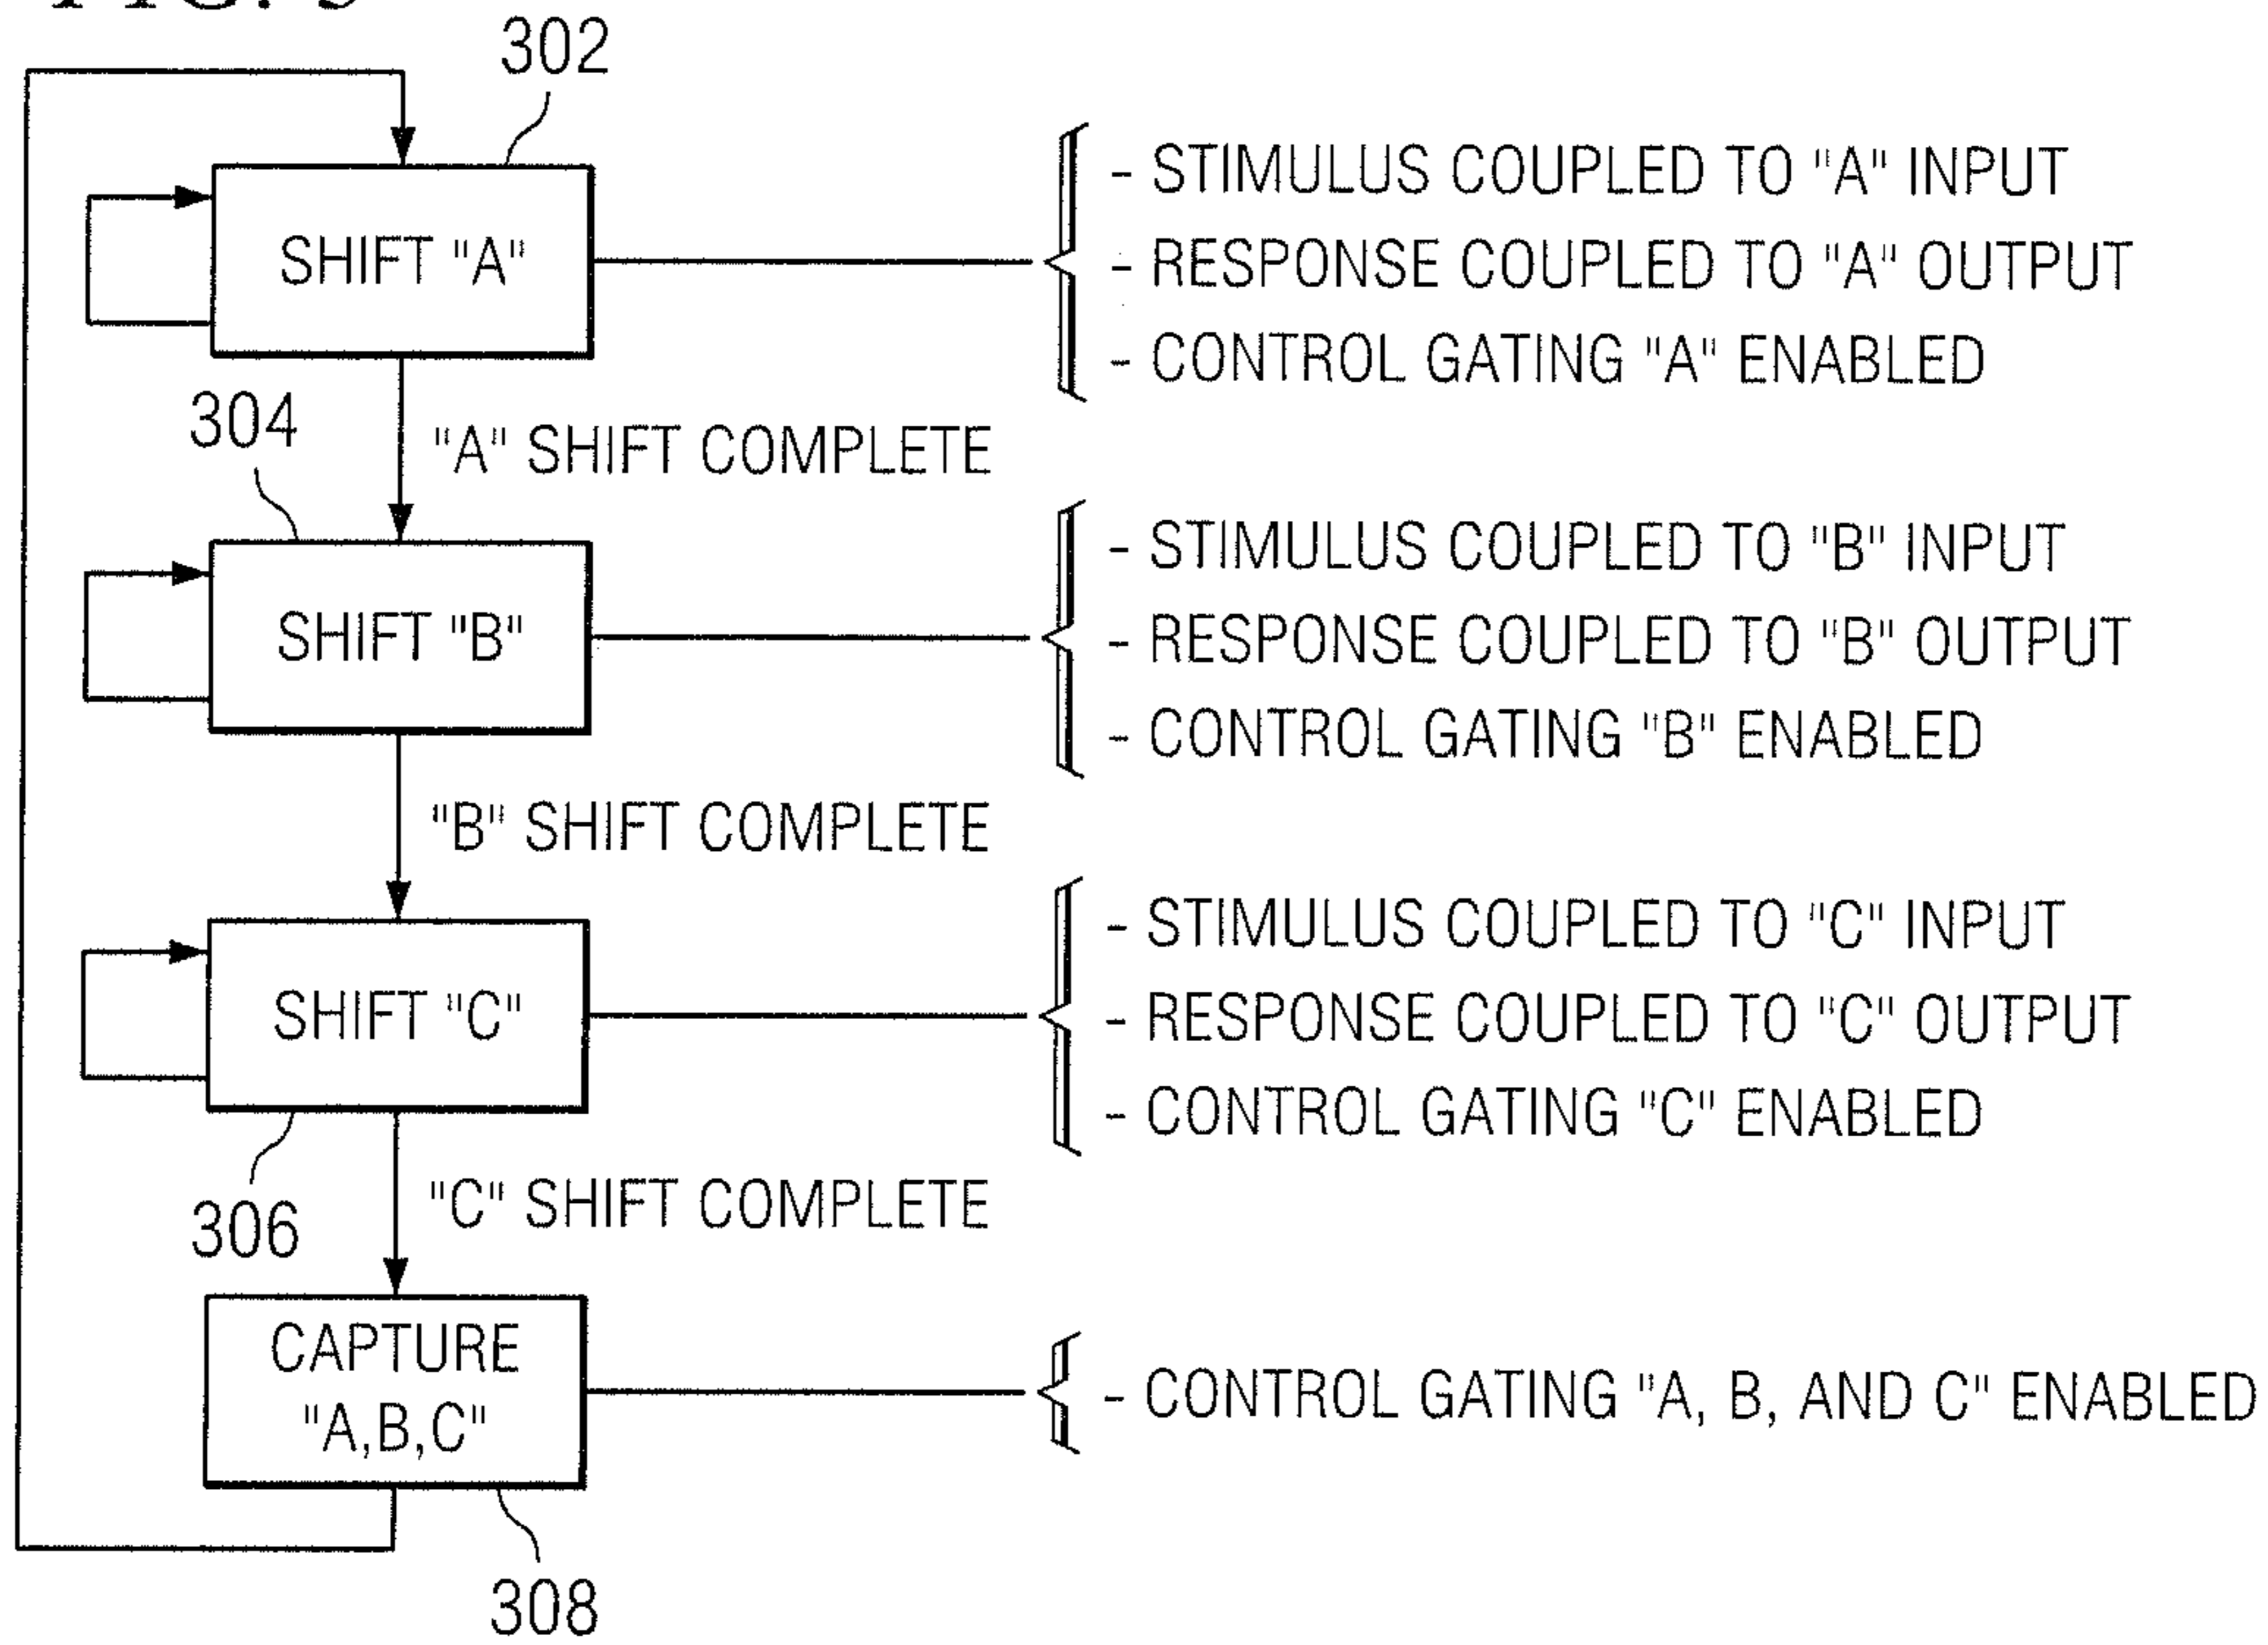 302
SHIFT "A"
- STIMULUS COUPLED TO "A" INPUT
- RESPONSE COUPLED TO "A" OUTPUT
- CONTROL GATING "A" ENABLED
304
"A" SHIFT COMPLETE
SHIFT "B"
- STIMULUS COUPLED TO "B" INPUT
- RESPONSE COUPLED TO "B" OUTPUT
- CONTROL GATING "B" ENABLED
"B" SHIFT COMPLETE
SHIFT "C"
- STIMULUS COUPLED TO "C" INPUT
- RESPONSE COUPLED TO "C" OUTPUT
- CONTROL GATING "C" ENABLED
306
"C" SHIFT COMPLETE
CAPTURE
"A,B,C"
- CONTROL GATING "A, B, AND C" ENABLED
308